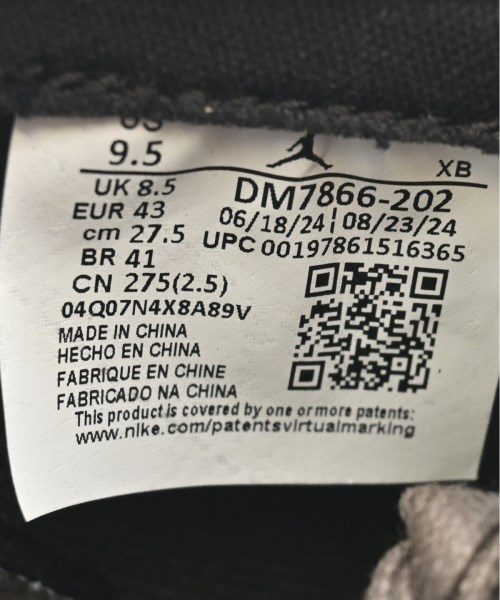 US
9.5
XB
UK 8.5
DM7866-202
EUR 43
06/18/24 | 08/23/24
cm 27.5
UPC 00197861516365
BR 41
CN 275(2.5)
04Q07N4X8A89V
MADE IN CHINA
HECHO EN CHINA
FABRIQUE EN CHINE
FABRICADO NA CHINA
This product is covered by one or more patents:
www.nike.com/patentsvirtualmarking